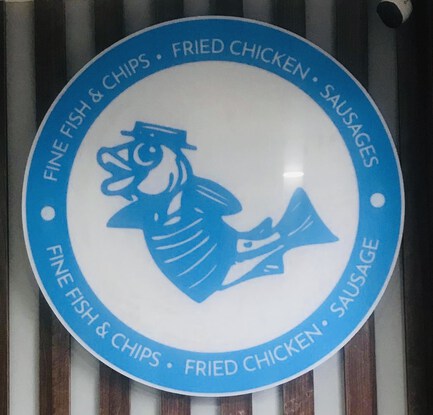 FINE FISH & CHIPS • FRIED CHICKEN • SAUSAGES
FINE FISH & CHIPS • FRIED CHICKEN • SAUSAGE